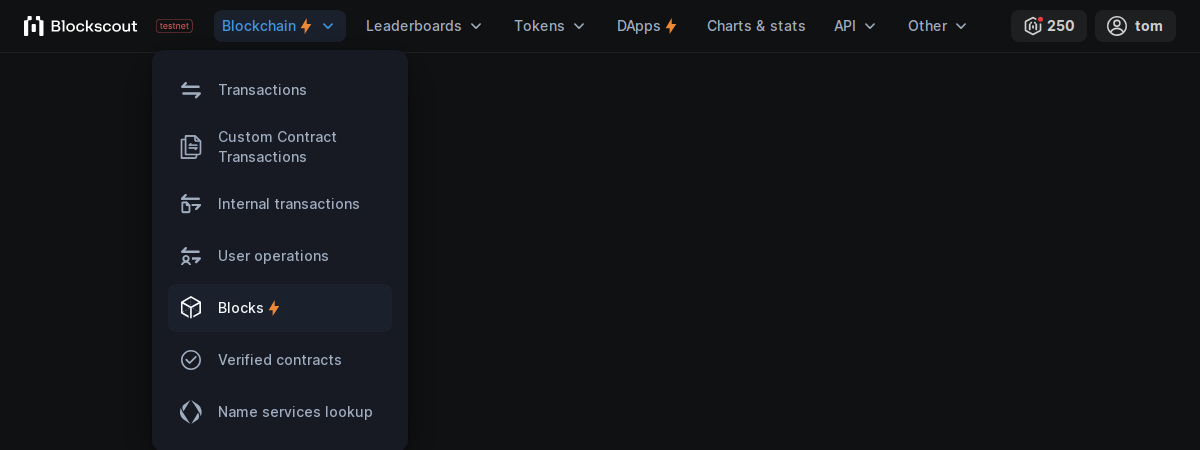 Blockscout testnet Blockchain Leaderboards Tokens DApps Charts & stats API Other 250 tom
Transactions
Custom Contract
Transactions
Internal transactions
User operations
Blocks
Verified contracts
Name services lookup